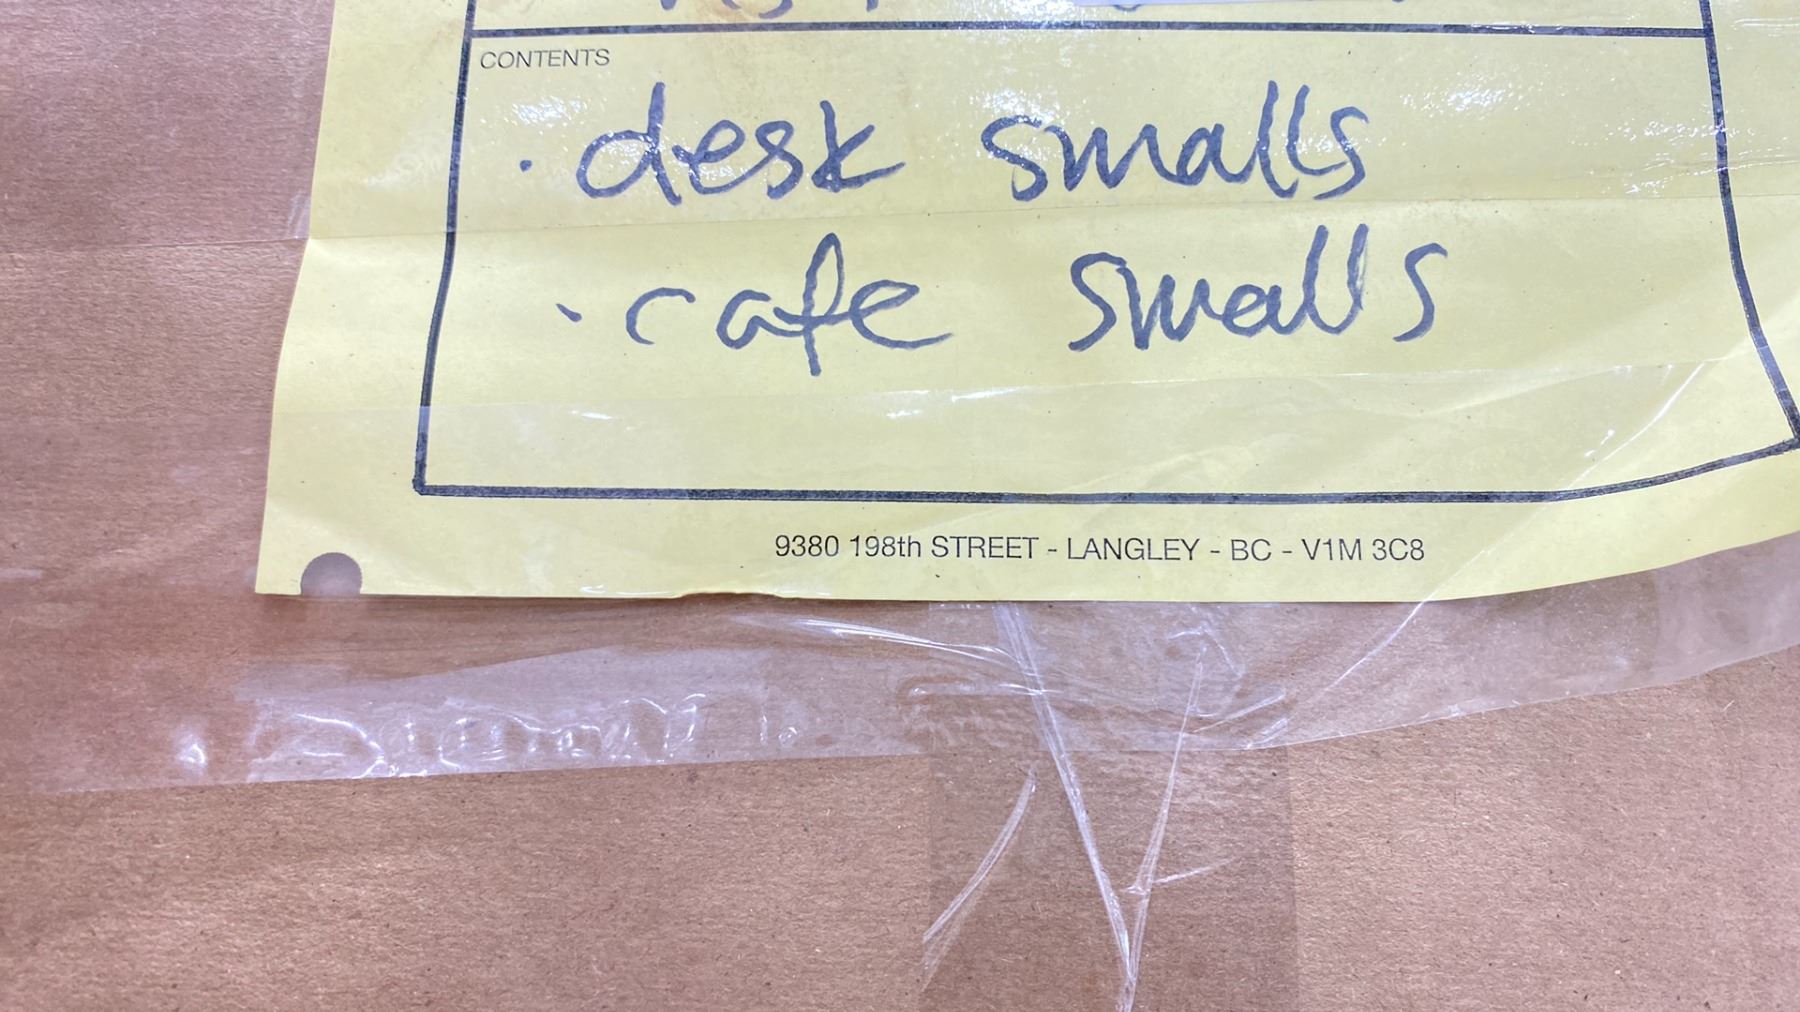 CONTENTS
· desk smalls
· cafe smalls
9380 198th STREET - LANGLEY - BC - V1M 3C8